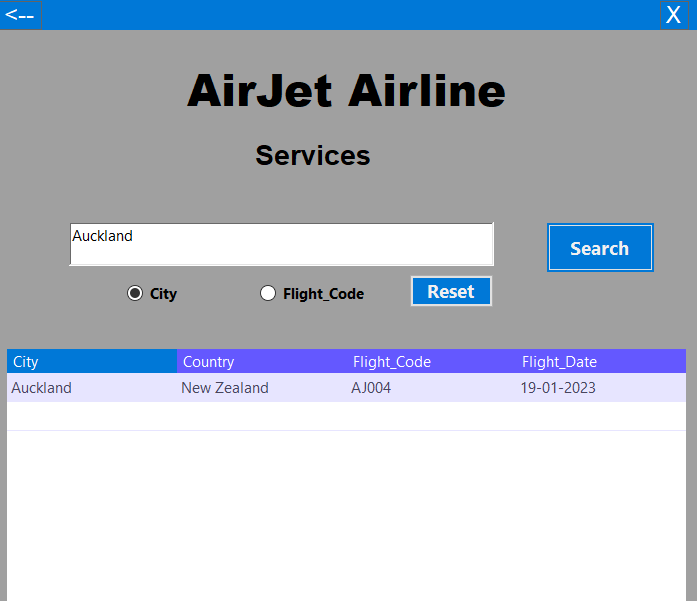 <-- X
AirJet Airline
Services
Auckland
Search
City Flight_Code Reset
City Country Flight_Code Flight_Date
Auckland New Zealand AJ004 19-01-2023